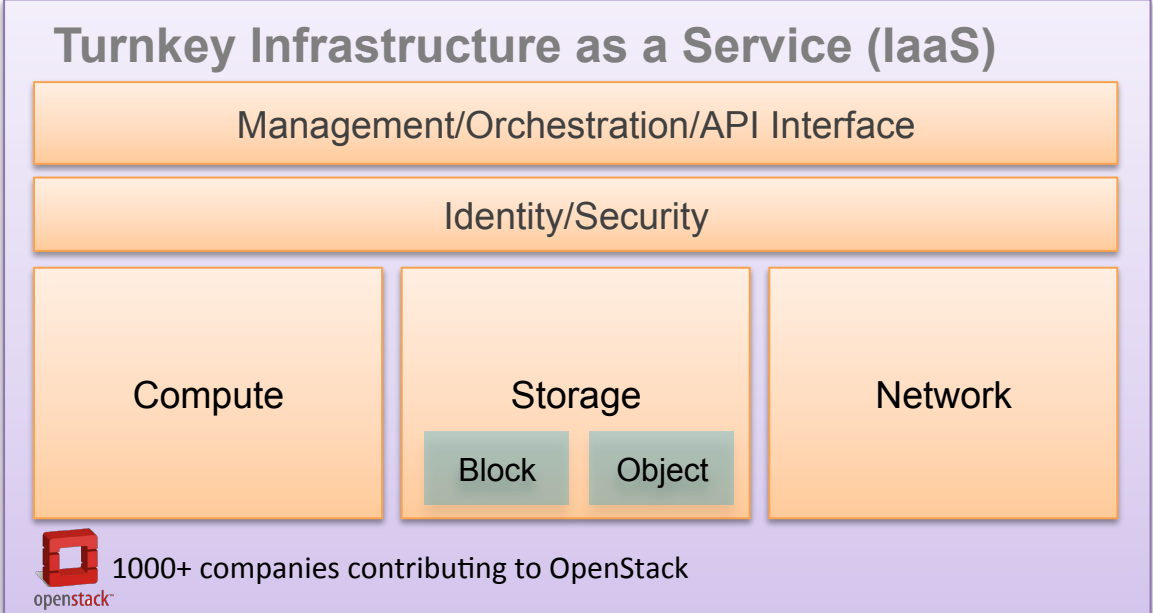 Turnkey Infrastructure as a Service (IaaS)
Management/Orchestration/API Interface
Identity/Security
Compute
Storage
Network
Block
Object
1000+ companies contributing to OpenStack
openstack™